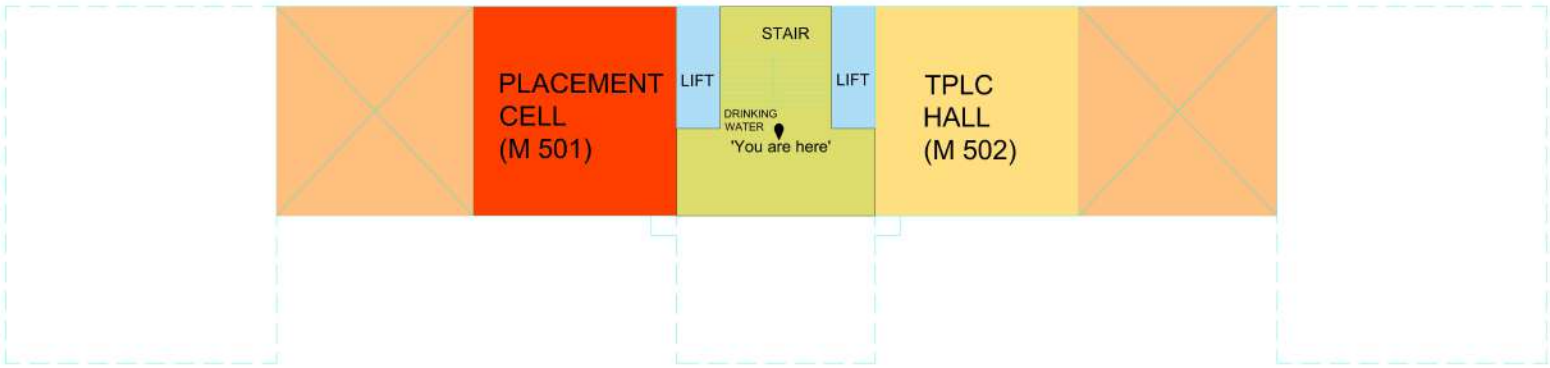 STAIR
PLACEMENT
CELL
(M 501)
LIFT
LIFT
TPLC
HALL
(M 502)
DRINKING
WATER
'You are here'